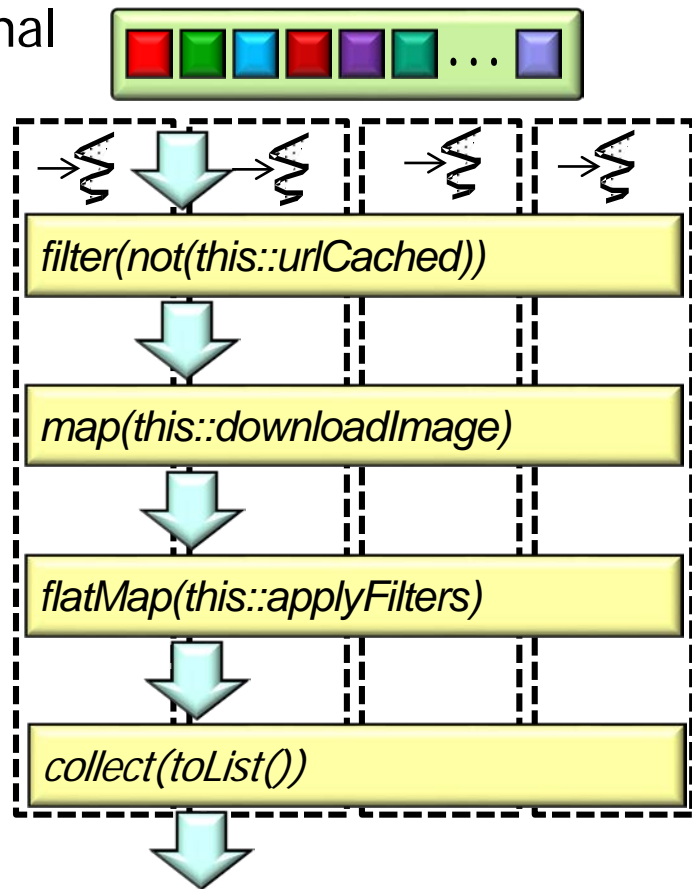 nal
...
filter(not(this::urlCached))
map(this::downloadImage)
flatMap(this::applyFilters)
collect(toList())